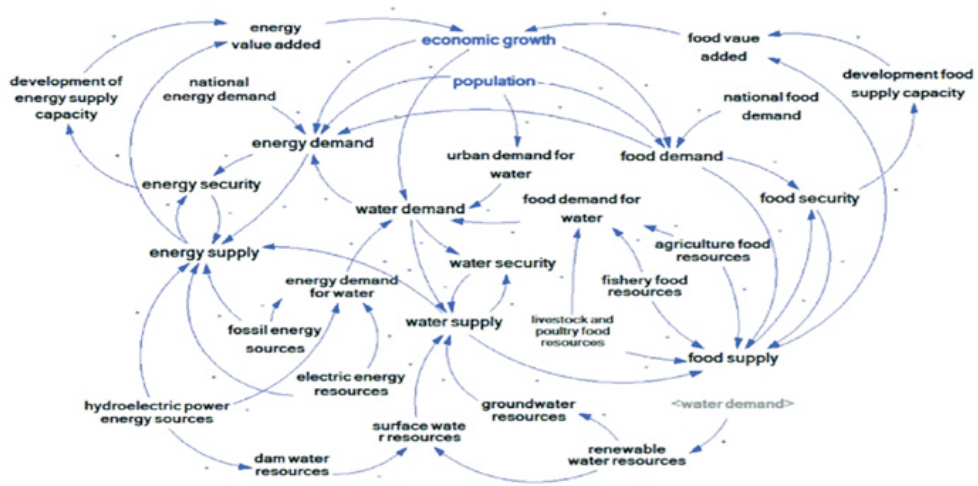 energy
value added
economic growth
food vaue
added
development of
energy supply
capacity
national
energy demand
population
national food
demand
development food
supply capacity
energy demand
urban demand for
water
food demand
energy security
water demand
food demand for
water
food security
energy supply
energy demand
for water
water security
agriculture food
resources
fishery food
resources
fossil energy
sources
water supply
livestock and
poultry food
resources
food supply
electric energy
resources
hydroelectric power
energy sources
surface wate
r resources
groundwater
resources
<water demand>
dam water
resources
renewable
water resources